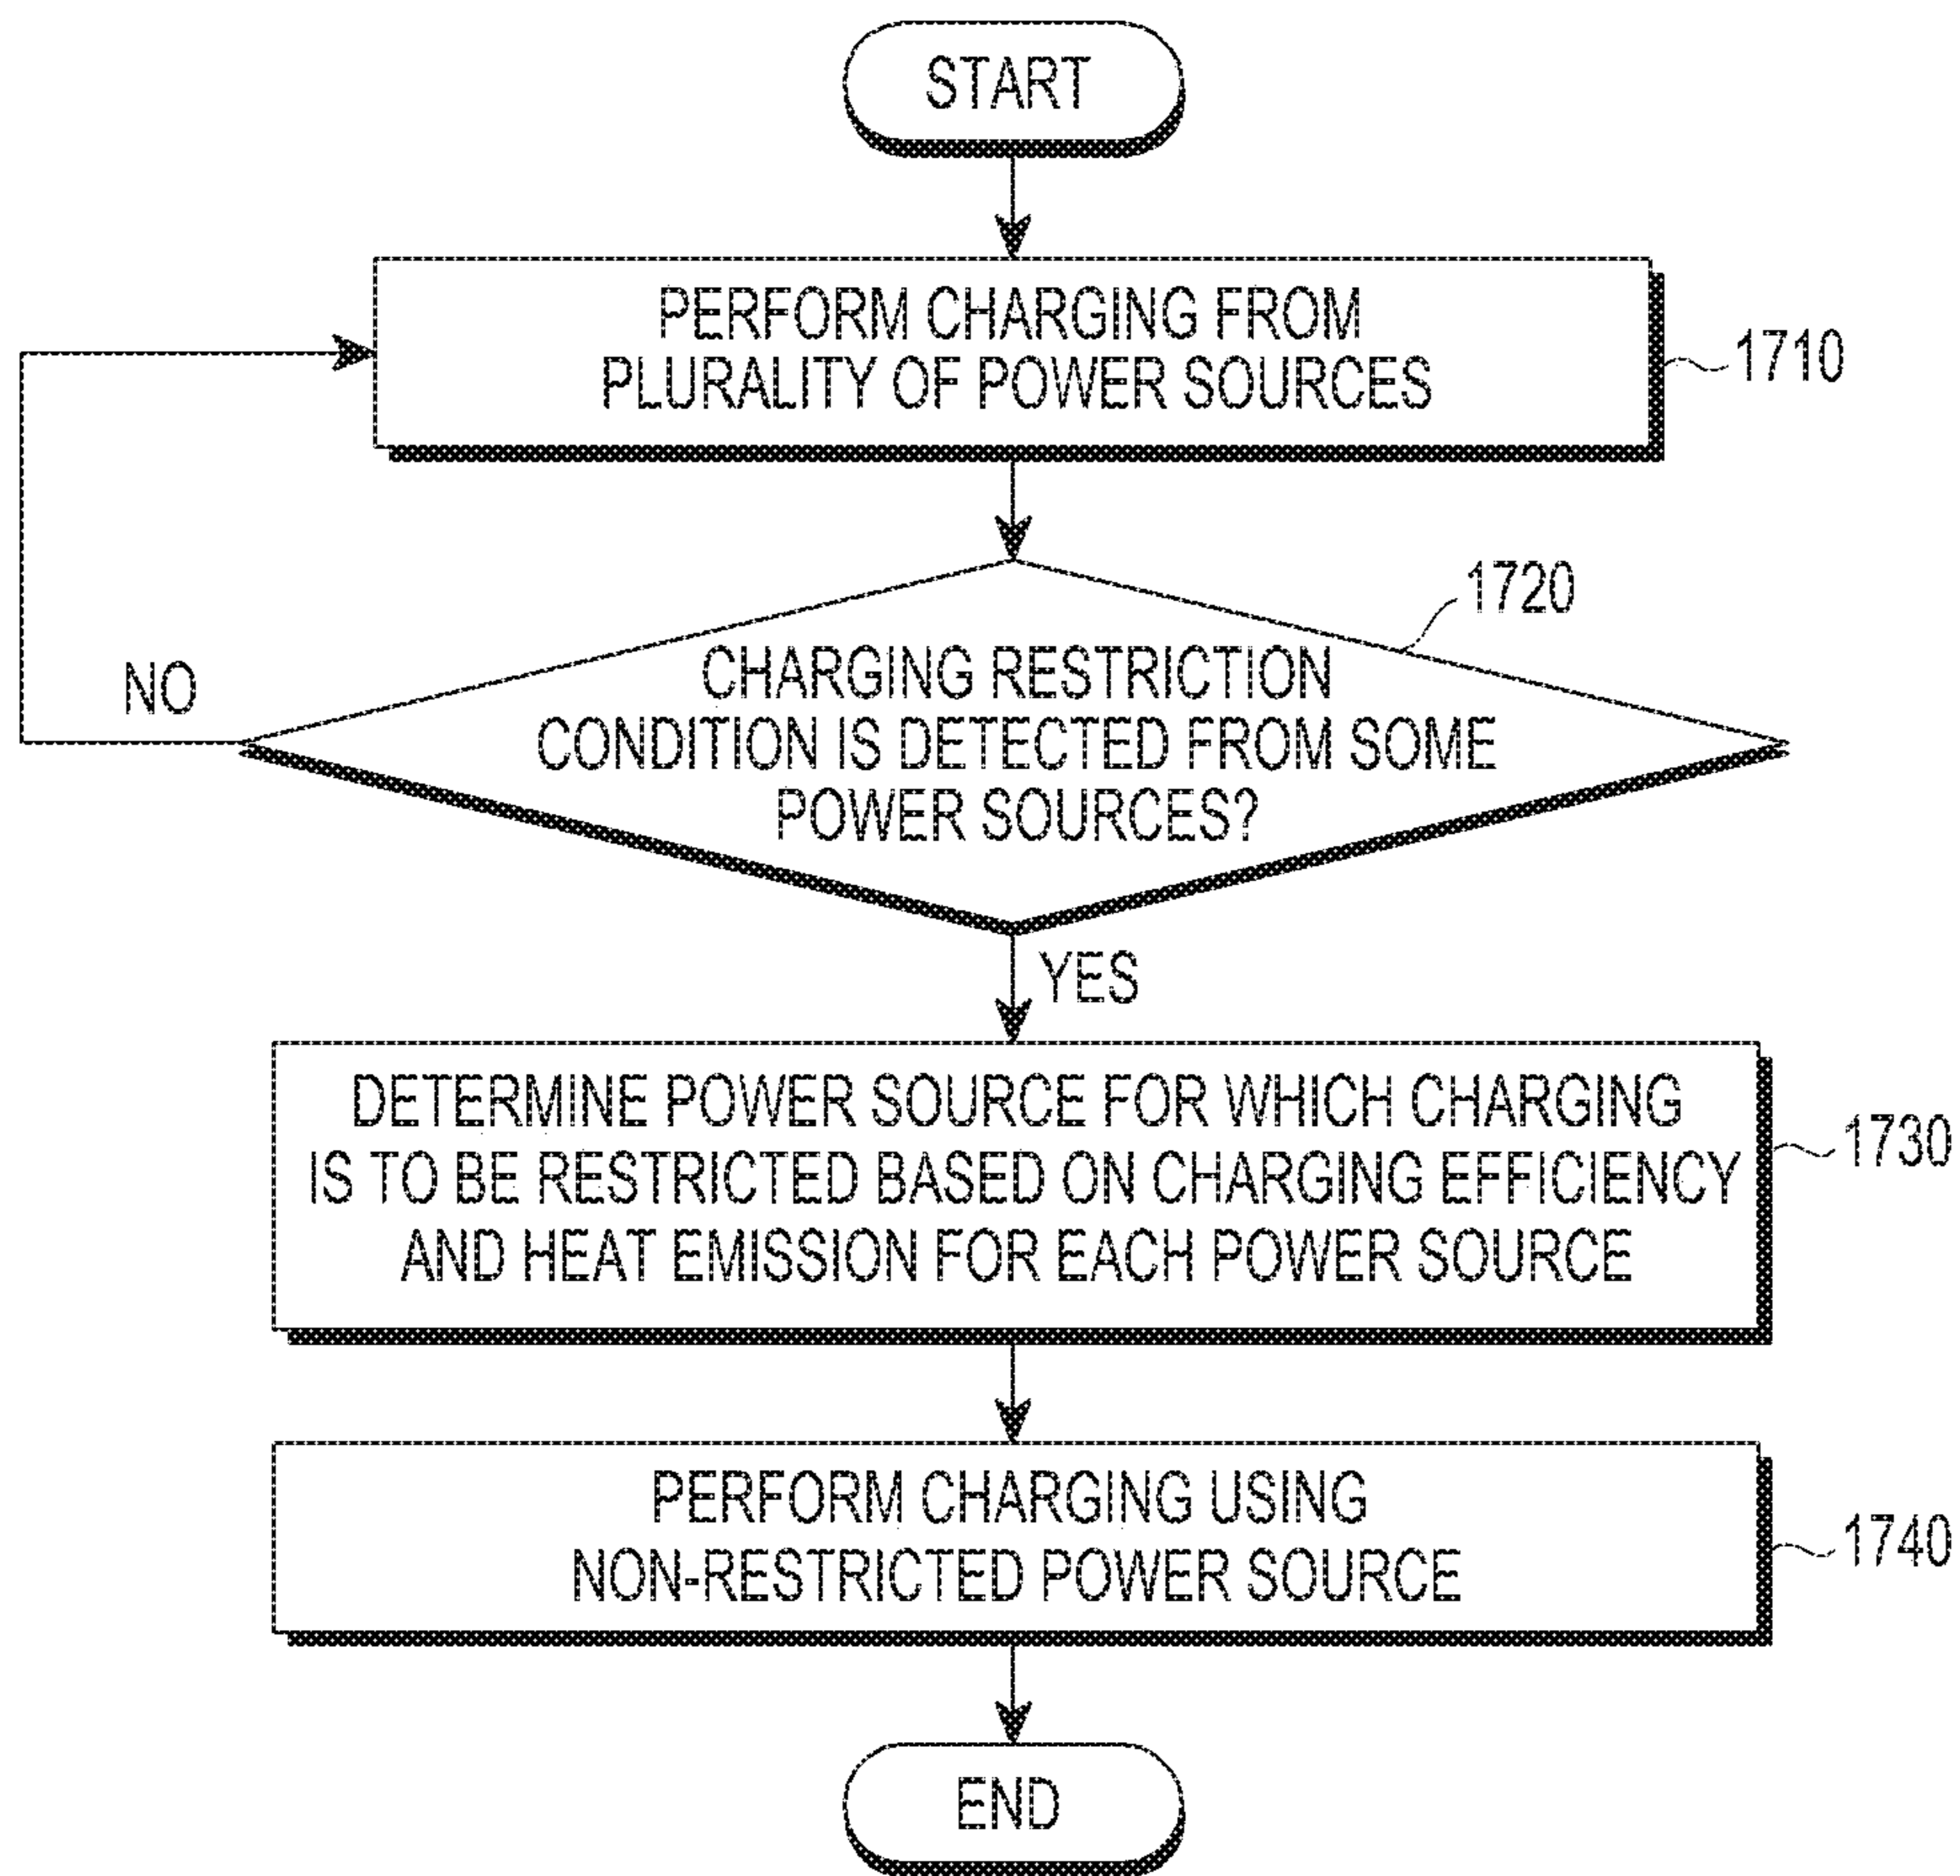 START
PERFORM CHARGING FROM
PLURALITY OF POWER SOURCES
1710
1720
CHARGING RESTRICTION
CONDITION IS DETECTED FROM SOME
POWER SOURCES?
NO
YES
DETERMINE POWER SOURCE FOR WHICH CHARGING
IS TO BE RESTRICTED BASED ON CHARGING EFFICIENCY
AND HEAT EMISSION FOR EACH POWER SOURCE
1730
PERFORM CHARGING USING
NON-RESTRICTED POWER SOURCE
1740
END